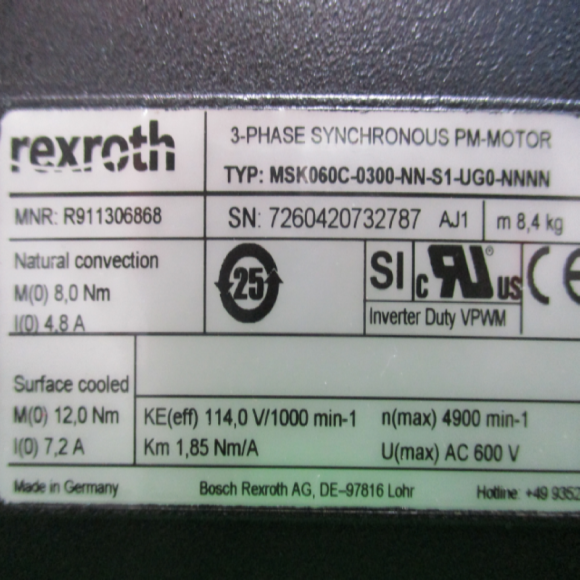 rexroth
3-PHASE SYNCHRONOUS PM-MOTOR
TYP: MSK060C-0300-NN-S1-UG0-NNNN
MNR: R911306868
SN: 7260420732787 AJ1
m 8,4 kg
Natural convection
M(0) 8,0 Nm
I(0) 4,8 A
25
SI
c RU® US
CE
Inverter Duty VPWM
Surface cooled
M(0) 12,0 Nm
I(0) 7,2 A
KE(eff) 114,0 V/1000 min-1
Km 1,85 Nm/A
n(max) 4900 min-1
U(max) AC 600 V
Made in Germany
Bosch Rexroth AG, DE-97816 Lohr
Hotline: +49 9352